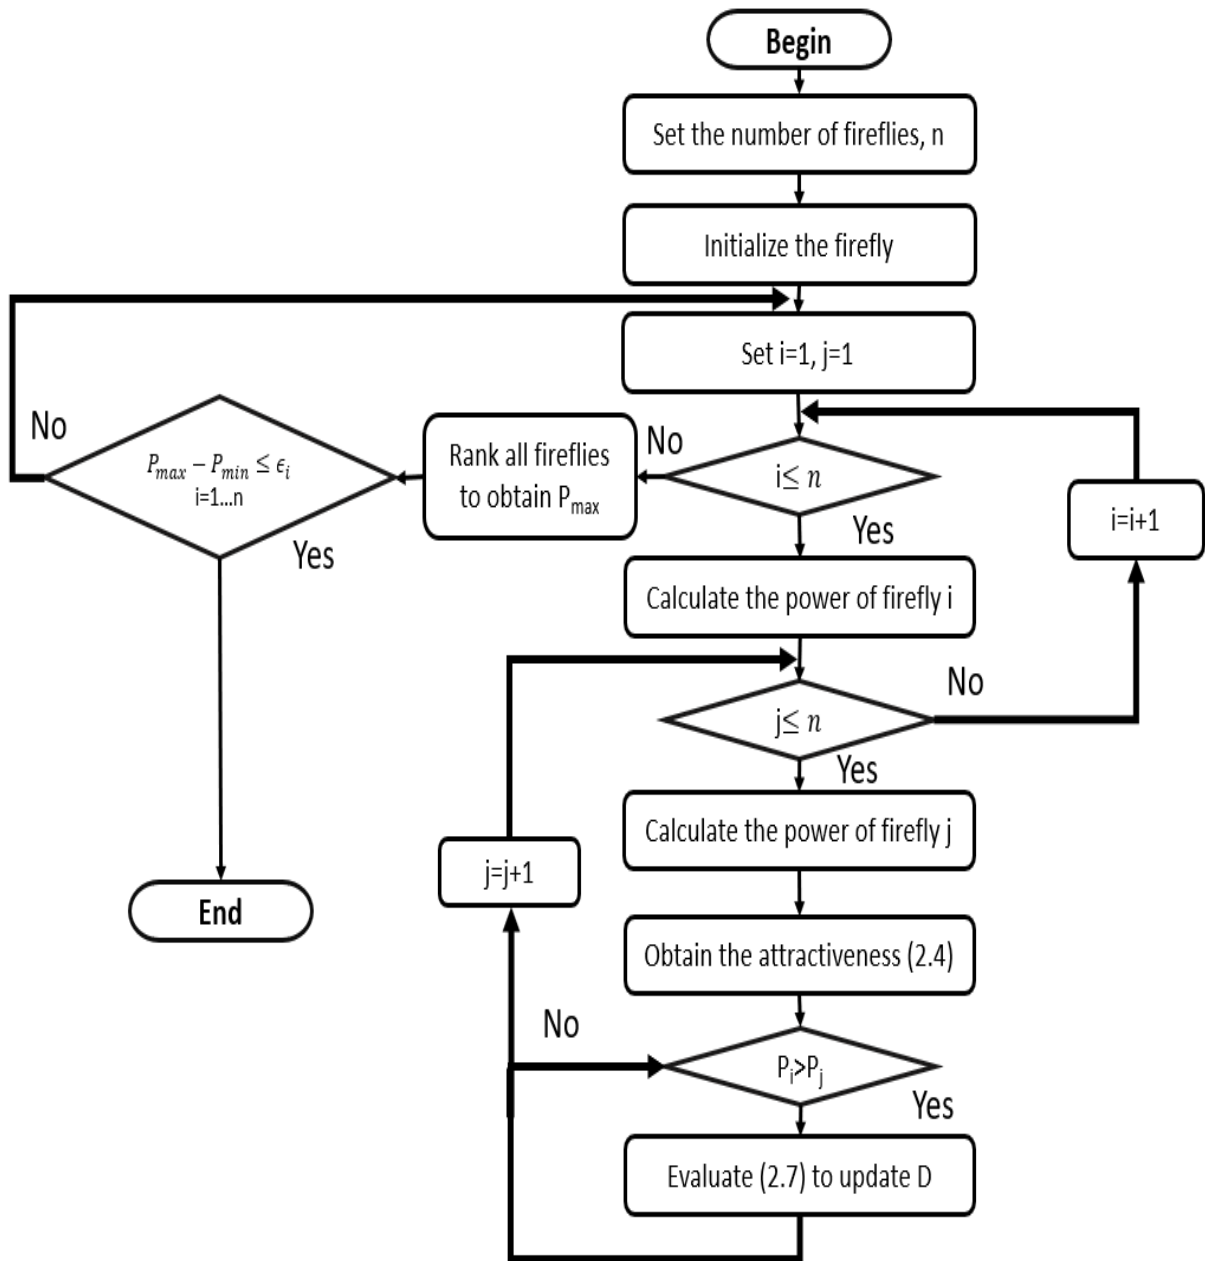 Begin
Set the number of fireflies, n
Initialize the firefly
Set i=1, j=1
No
P_max − P_min ≤ ϵ_i
i=1...n
Yes
Rank all fireflies
to obtain P_max
No
i≤ n
Yes
i=i+1
Calculate the power of firefly i
j≤ n
No
Yes
Calculate the power of firefly j
j=j+1
End
Obtain the attractiveness (2.4)
No
P_i>P_j
Yes
Evaluate (2.7) to update D